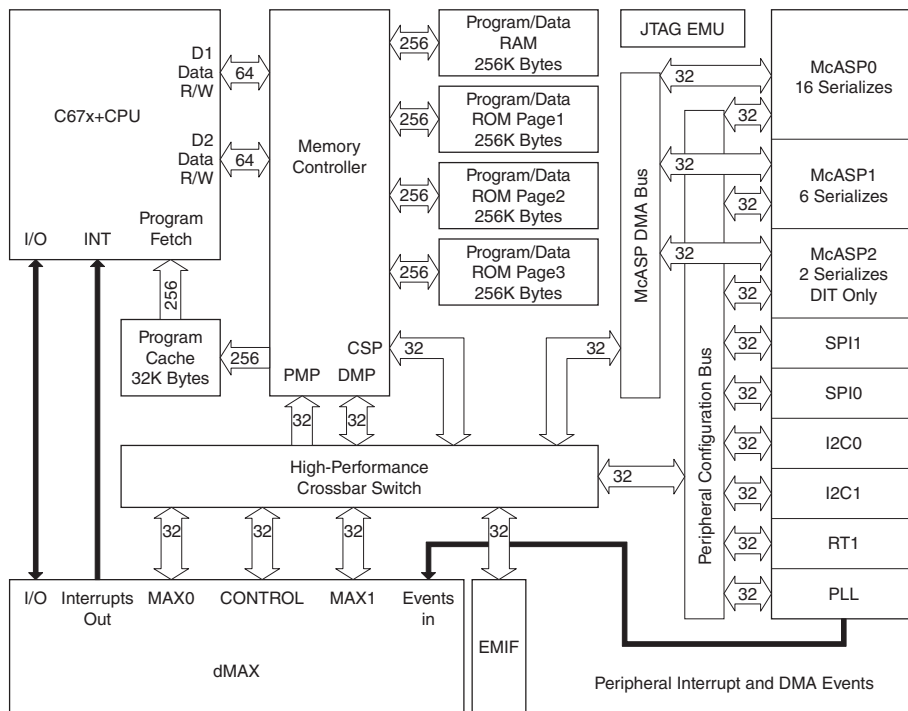 C67x+CPU
D1
Data
R/W
D2
Data
R/W
Program
Fetch
I/O
INT
64
64
Memory
Controller
CSP
PMP
DMP
256
Program/Data
RAM
256K Bytes
256
Program/Data
ROM Page1
256K Bytes
256
Program/Data
ROM Page2
256K Bytes
256
Program/Data
ROM Page3
256K Bytes
256
Program
Cache
32K Bytes
256
32
32
32
32
High-Performance
Crossbar Switch
32
JTAG EMU
McASP DMA Bus
Peripheral Configuration Bus
32
32
32
32
32
32
32
32
32
32
32
32
McASP0
16 Serializes
McASP1
6 Serializes
McASP2
2 Serializes
DIT Only
SPI1
SPI0
I2C0
I2C1
RT1
PLL
32
32
32
32
I/O
Interrupts
Out
MAX0
CONTROL
MAX1
Events
in
dMAX
EMIF
Peripheral Interrupt and DMA Events